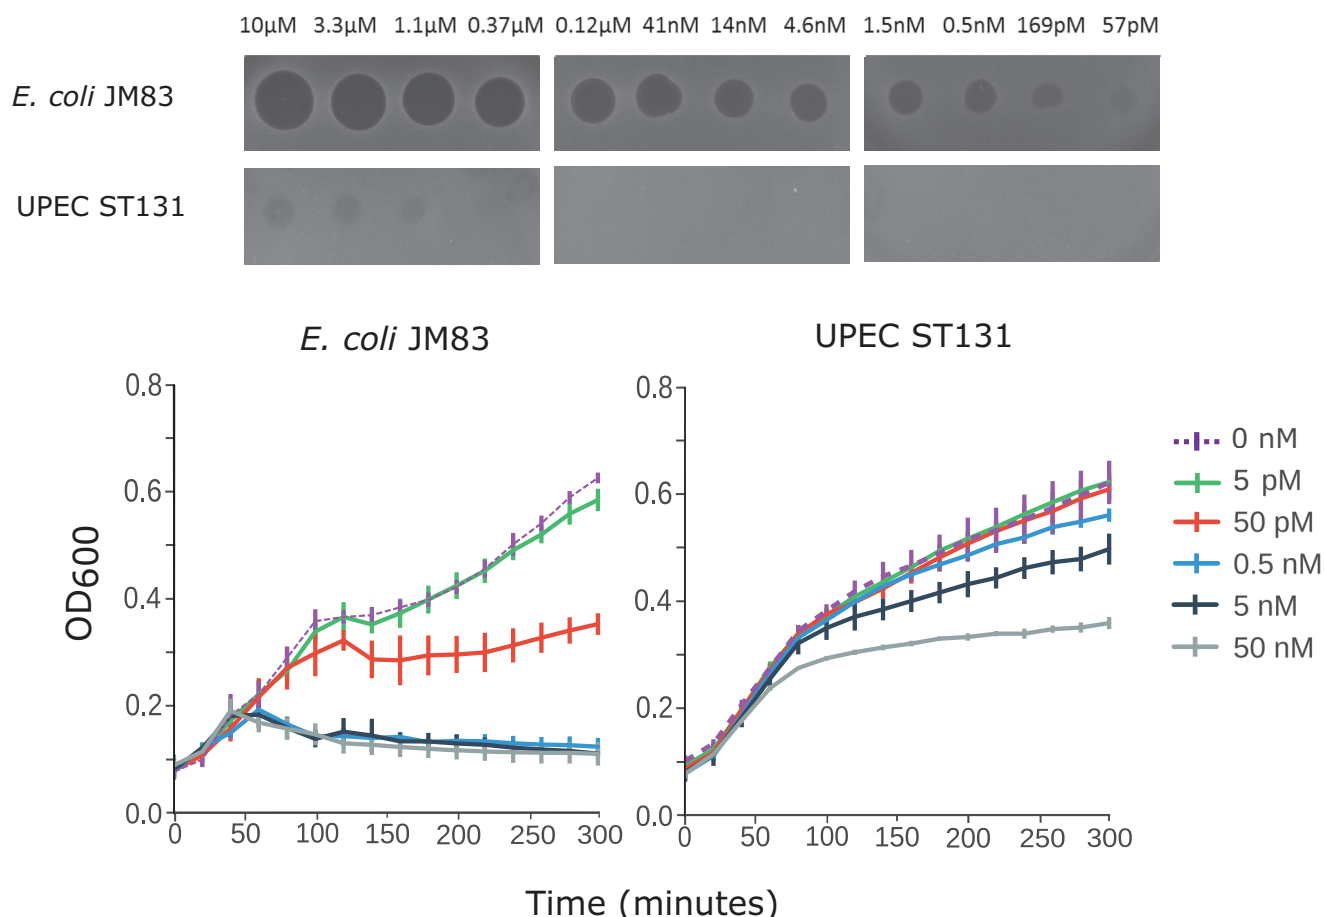 10µM 3.3µM 1.1µM 0.37µM 0.12µM 41nM 14nM 4.6nM 1.5nM 0.5nM 169pM 57pM
E. coli JM83
UPEC ST131
E. coli JM83
UPEC ST131
0.8
0.6
0.4
0.2
0.0
OD600
0 50 100 150 200 250 300
0.8
0.6
0.4
0.2
0.0
0 50 100 150 200 250 300
0 nM
5 pM
50 pM
0.5 nM
5 nM
50 nM
Time (minutes)